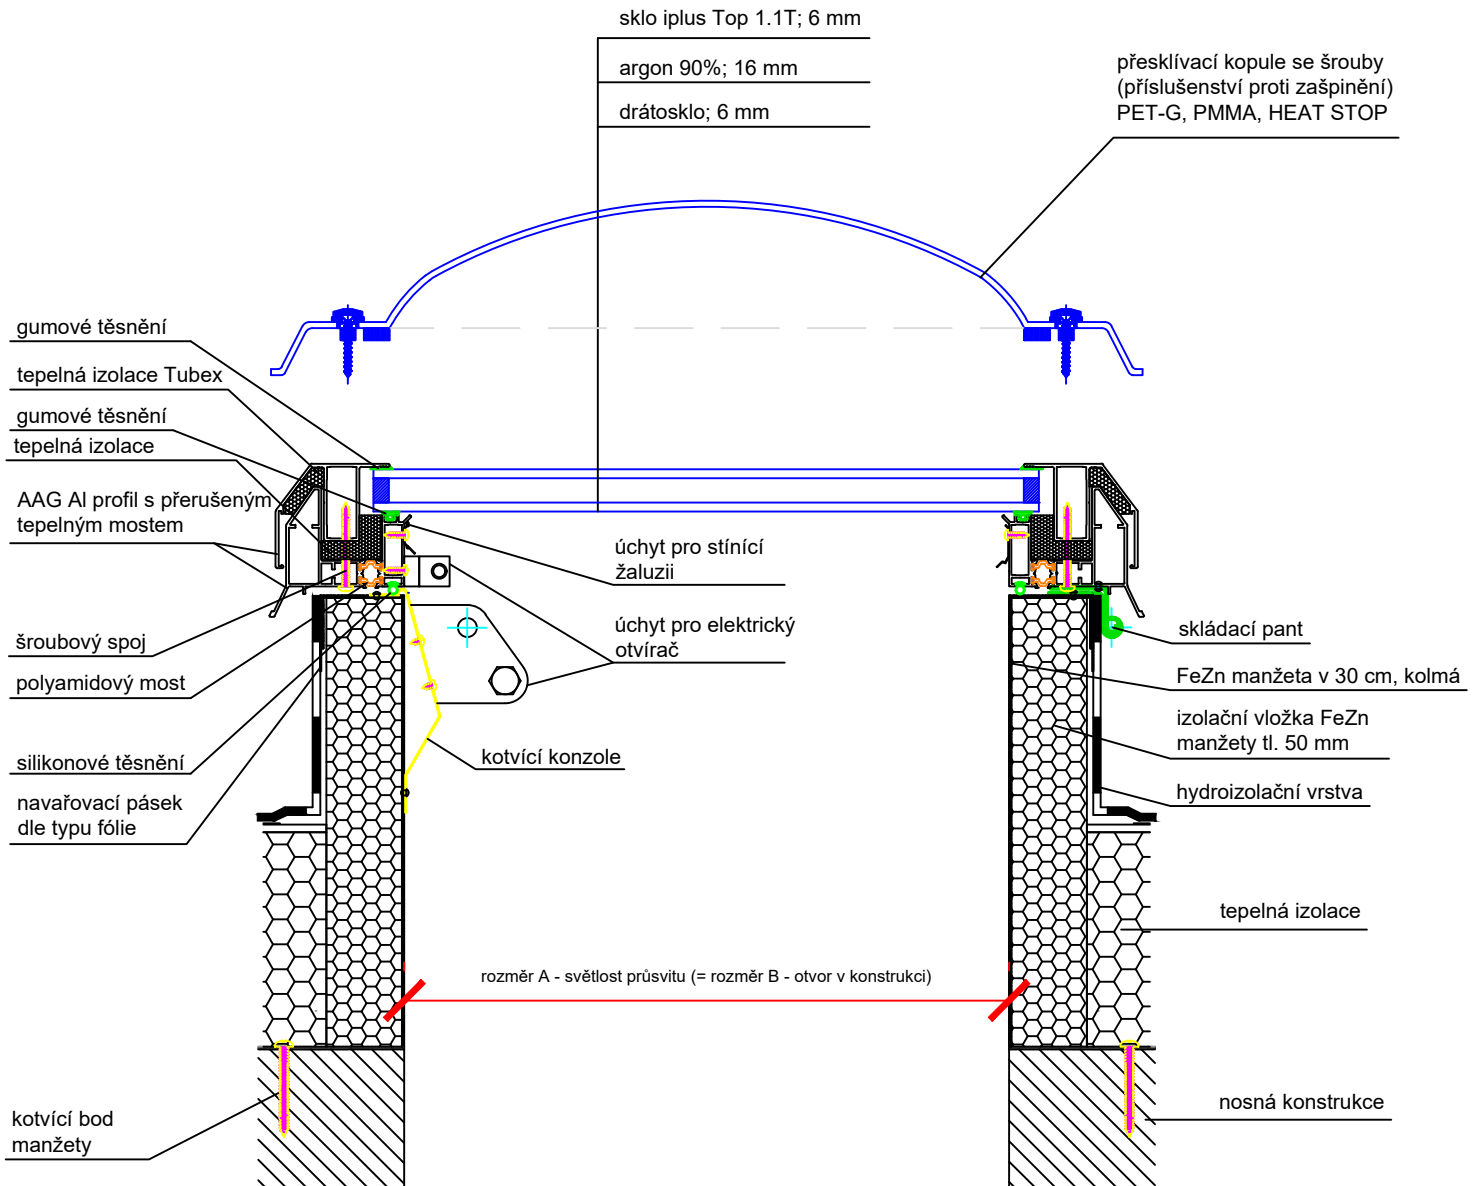 sklo iplus Top 1.1T; 6 mm
argon 90%; 16 mm
drátosklo; 6 mm
přesklívací kopule se šrouby
(příslušenství proti zašpinění)
PET-G, PMMA, HEAT STOP
gumové těsnění
tepelná izolace Tubex
gumové těsnění
tepelná izolace
AAG Al profil s přerušeným
tepelným mostem
šroubový spoj
polyamidový most
silikonové těsnění
navařovací pásek
dle typu fólie
úchyt pro stínící
žaluzii
úchyt pro elektrický
otvírač
kotvící konzole
skládací pant
FeZn manžeta v 30 cm, kolmá
izolační vložka FeZn
manžety tl. 50 mm
hydroizolační vrstva
tepelná izolace
rozměr A - světlost průsvitu (= rozměr B - otvor v konstrukci)
kotvící bod
manžety
nosná konstrukce